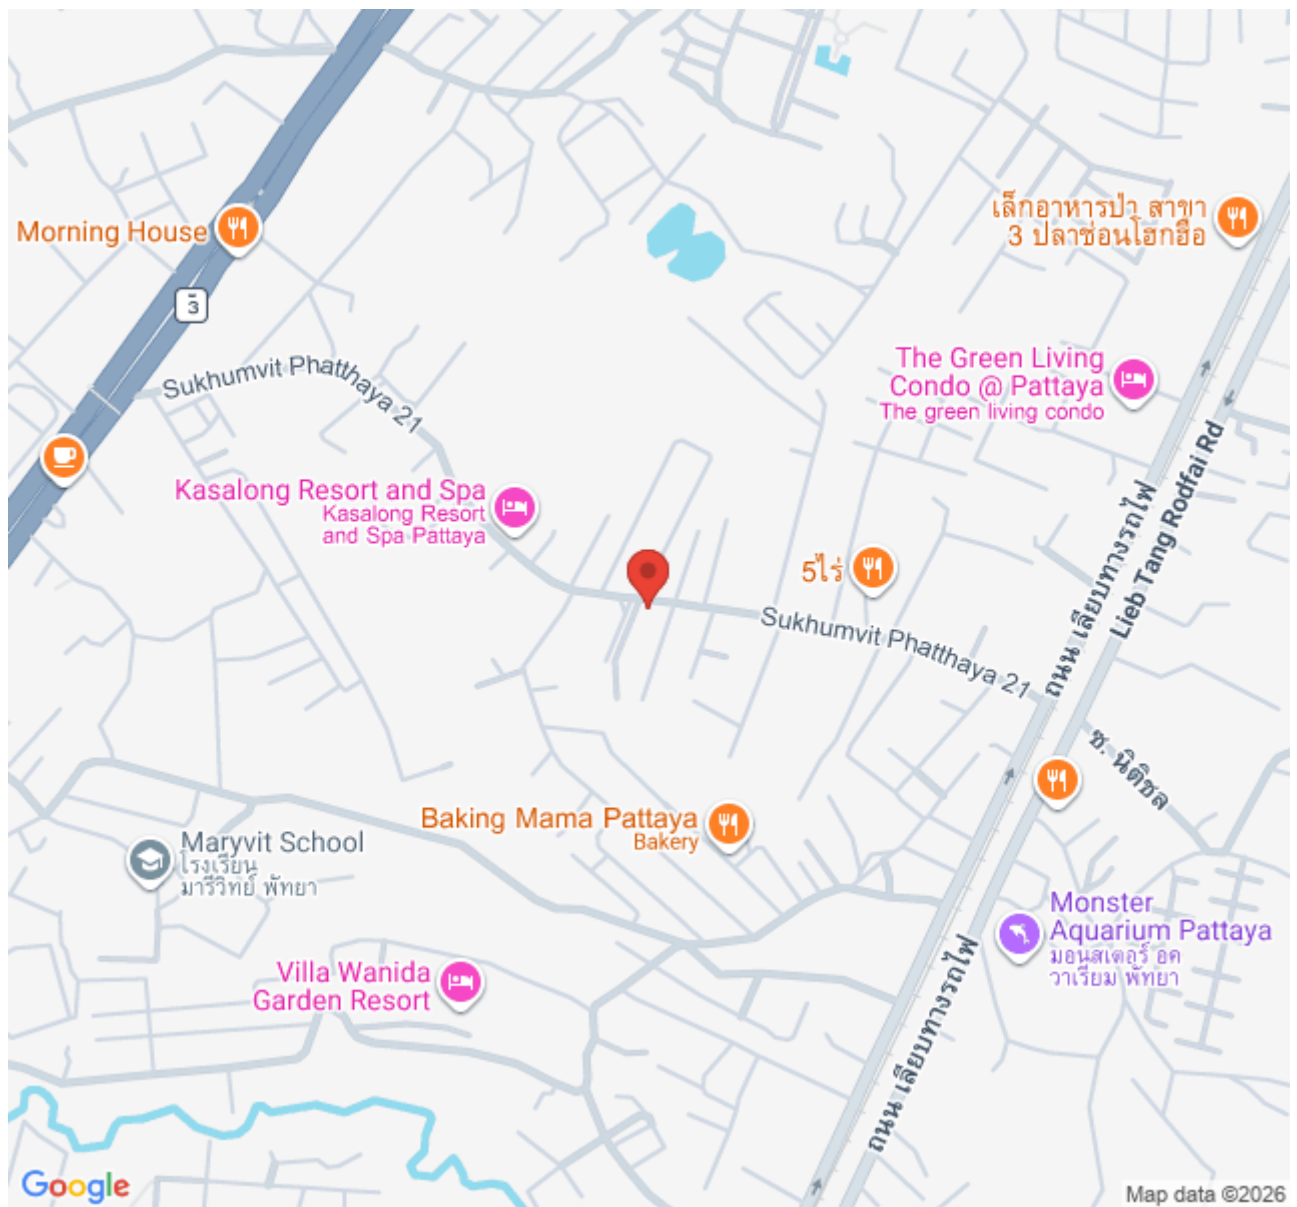 เล็กอาหารป่า สาขา
3 ปลาช่อนโฮกฮือ
Morning House
3
Sukhumvit Phatthaya 21
The Green Living
Condo @ Pattaya
The green living condo
Lieb Tang Rodfai Rd
Kasalong Resort and Spa
Kasalong Resort
and Spa Pattaya
ถนน เลียบทางรถไฟ
5ไร่
Sukhumvit Phatthaya 21
ซ. นิติชล
Baking Mama Pattaya
Bakery
Maryvit School
โรงเรียน
มารีวิทย์ พัทยา
Monster
Aquarium Pattaya
มอนสเตอร์ อค
วาเรียม พัทยา
Villa Wanida
Garden Resort
ถนน เลียบทางรถไฟ
Google
Map data ©2026